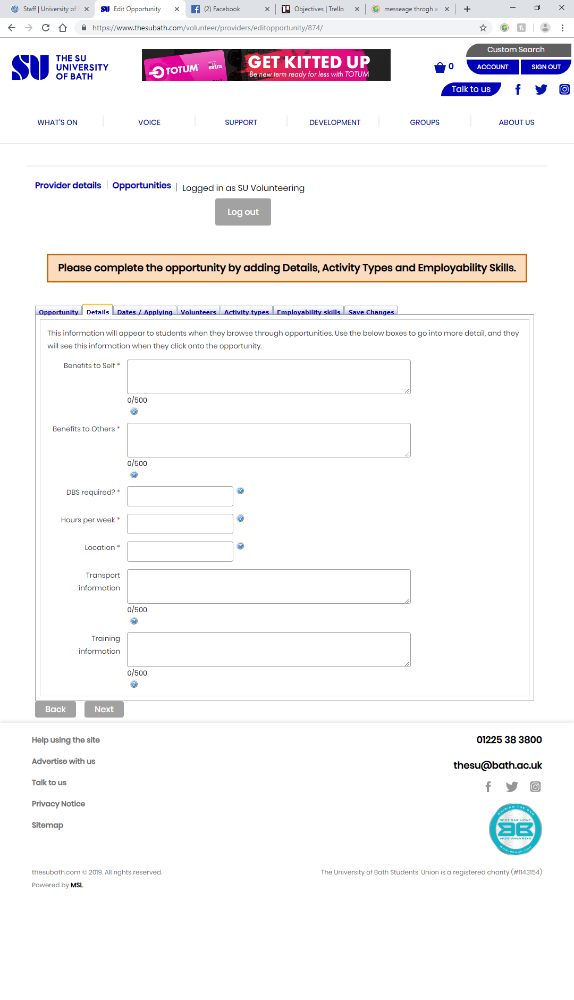 Staff | University of
Edit Opportunity
(2) Facebook
Objectives | Trello
messeage throgh a
https://www.thesubath.com/volunteer/providers/editopportunity/874/
SU THE SU
UNIVERSITY
OF BATH
TOTUM
extra
GET KITTED UP
Be new term ready for less with TOTUM
0
Custom Search
ACCOUNT
SIGN OUT
Talk to us
WHAT'S ON
VOICE
SUPPORT
DEVELOPMENT
GROUPS
ABOUT US
Provider details | Opportunities | Logged in as SU Volunteering
Log out
Please complete the opportunity by adding Details, Activity Types and Employability Skills.
Opportunity
Details
Dates / Applying
Volunteers
Activity types
Employability skills
Save Changes
This information will appear to students when they browse through opportunities. Use the below boxes to go into more detail, and they
will see this information when they click onto the opportunity.
Benefits to Self *
0/500
Benefits to Others *
0/500
DBS required? *
Hours per week *
Location *
Transport
information
0/500
Training
information
0/500
Back
Next
Help using the site
Advertise with us
Talk to us
Privacy Notice
Sitemap
01225 38 3800
thesu@bath.ac.uk
RAISING THE BAR
BEST BAR NONE
NUS AWARDS
thesubath.com © 2019. All rights reserved.
Powered by MSL
The University of Bath Students' Union is a registered charity (#1143154)